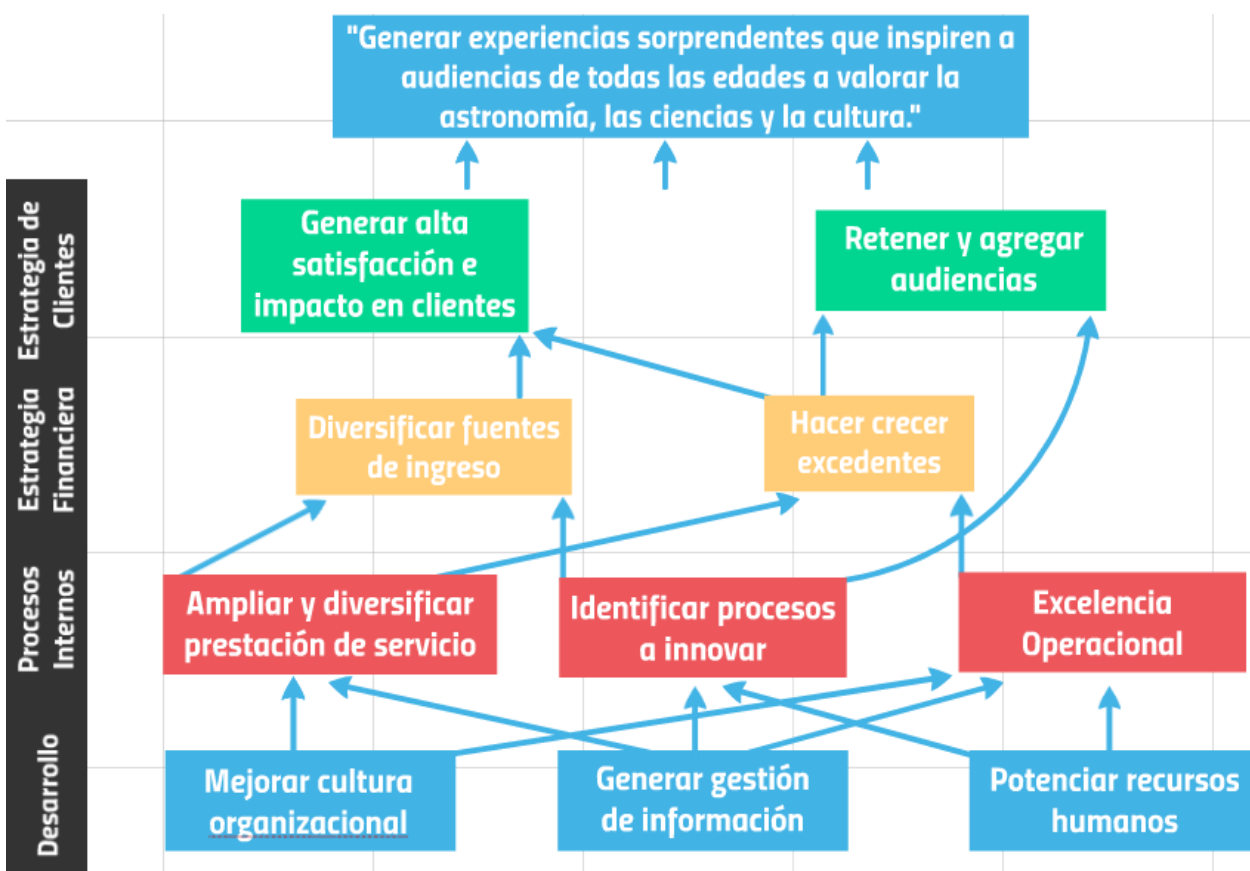 "Generar experiencias sorprendentes que inspiren a
audiencias de todas las edades a valorar la
astronomía, las ciencias y la cultura."
Estrategia de
Clientes
Generar alta
satisfacción e
impacto en clientes
Retener y agregar
audiencias
Estrategia
Financiera
Diversificar fuentes
de ingreso
Hacer crecer
excedentes
Procesos
Internos
Ampliar y diversificar
prestación de servicio
Identificar procesos
a innovar
Excelencia
Operacional
Desarrollo
Mejorar cultura
organizacional
Generar gestión
de información
Potenciar recursos
humanos